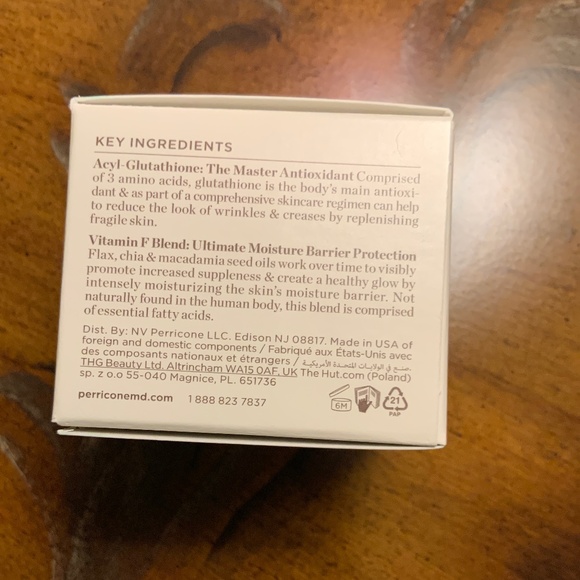 KEY INGREDIENTS
Acyl-Glutathione: The Master Antioxidant Comprised
of 3 amino acids, glutathione is the body's main antioxi-
dant & as part of a comprehensive skincare regimen can help
to reduce the look of wrinkles & creases by replenishing
fragile skin.
Vitamin F Blend: Ultimate Moisture Barrier Protection
Flax, chia & macadamia seed oils work over time to visibly
promote increased suppleness & create a healthy glow by
intensely moisturizing the skin's moisture barrier. Not
naturally found in the human body, this blend is comprised
of essential fatty acids.
Dist. By: NV Perricone LLC. Edison NJ 08817. Made in USA of
foreign and domestic components / Fabriqué aux États-Unis avec
des composants nationaux et étrangers / صنع في الولايات المتحدة الأمريكية.
THG Beauty Ltd. Altrincham WA15 0AF, UK The Hut.com (Poland)
sp. z o.o 55-040 Magnice, PL. 651736
perriconemd.com 1 888 823 7837
6M
21
PAP